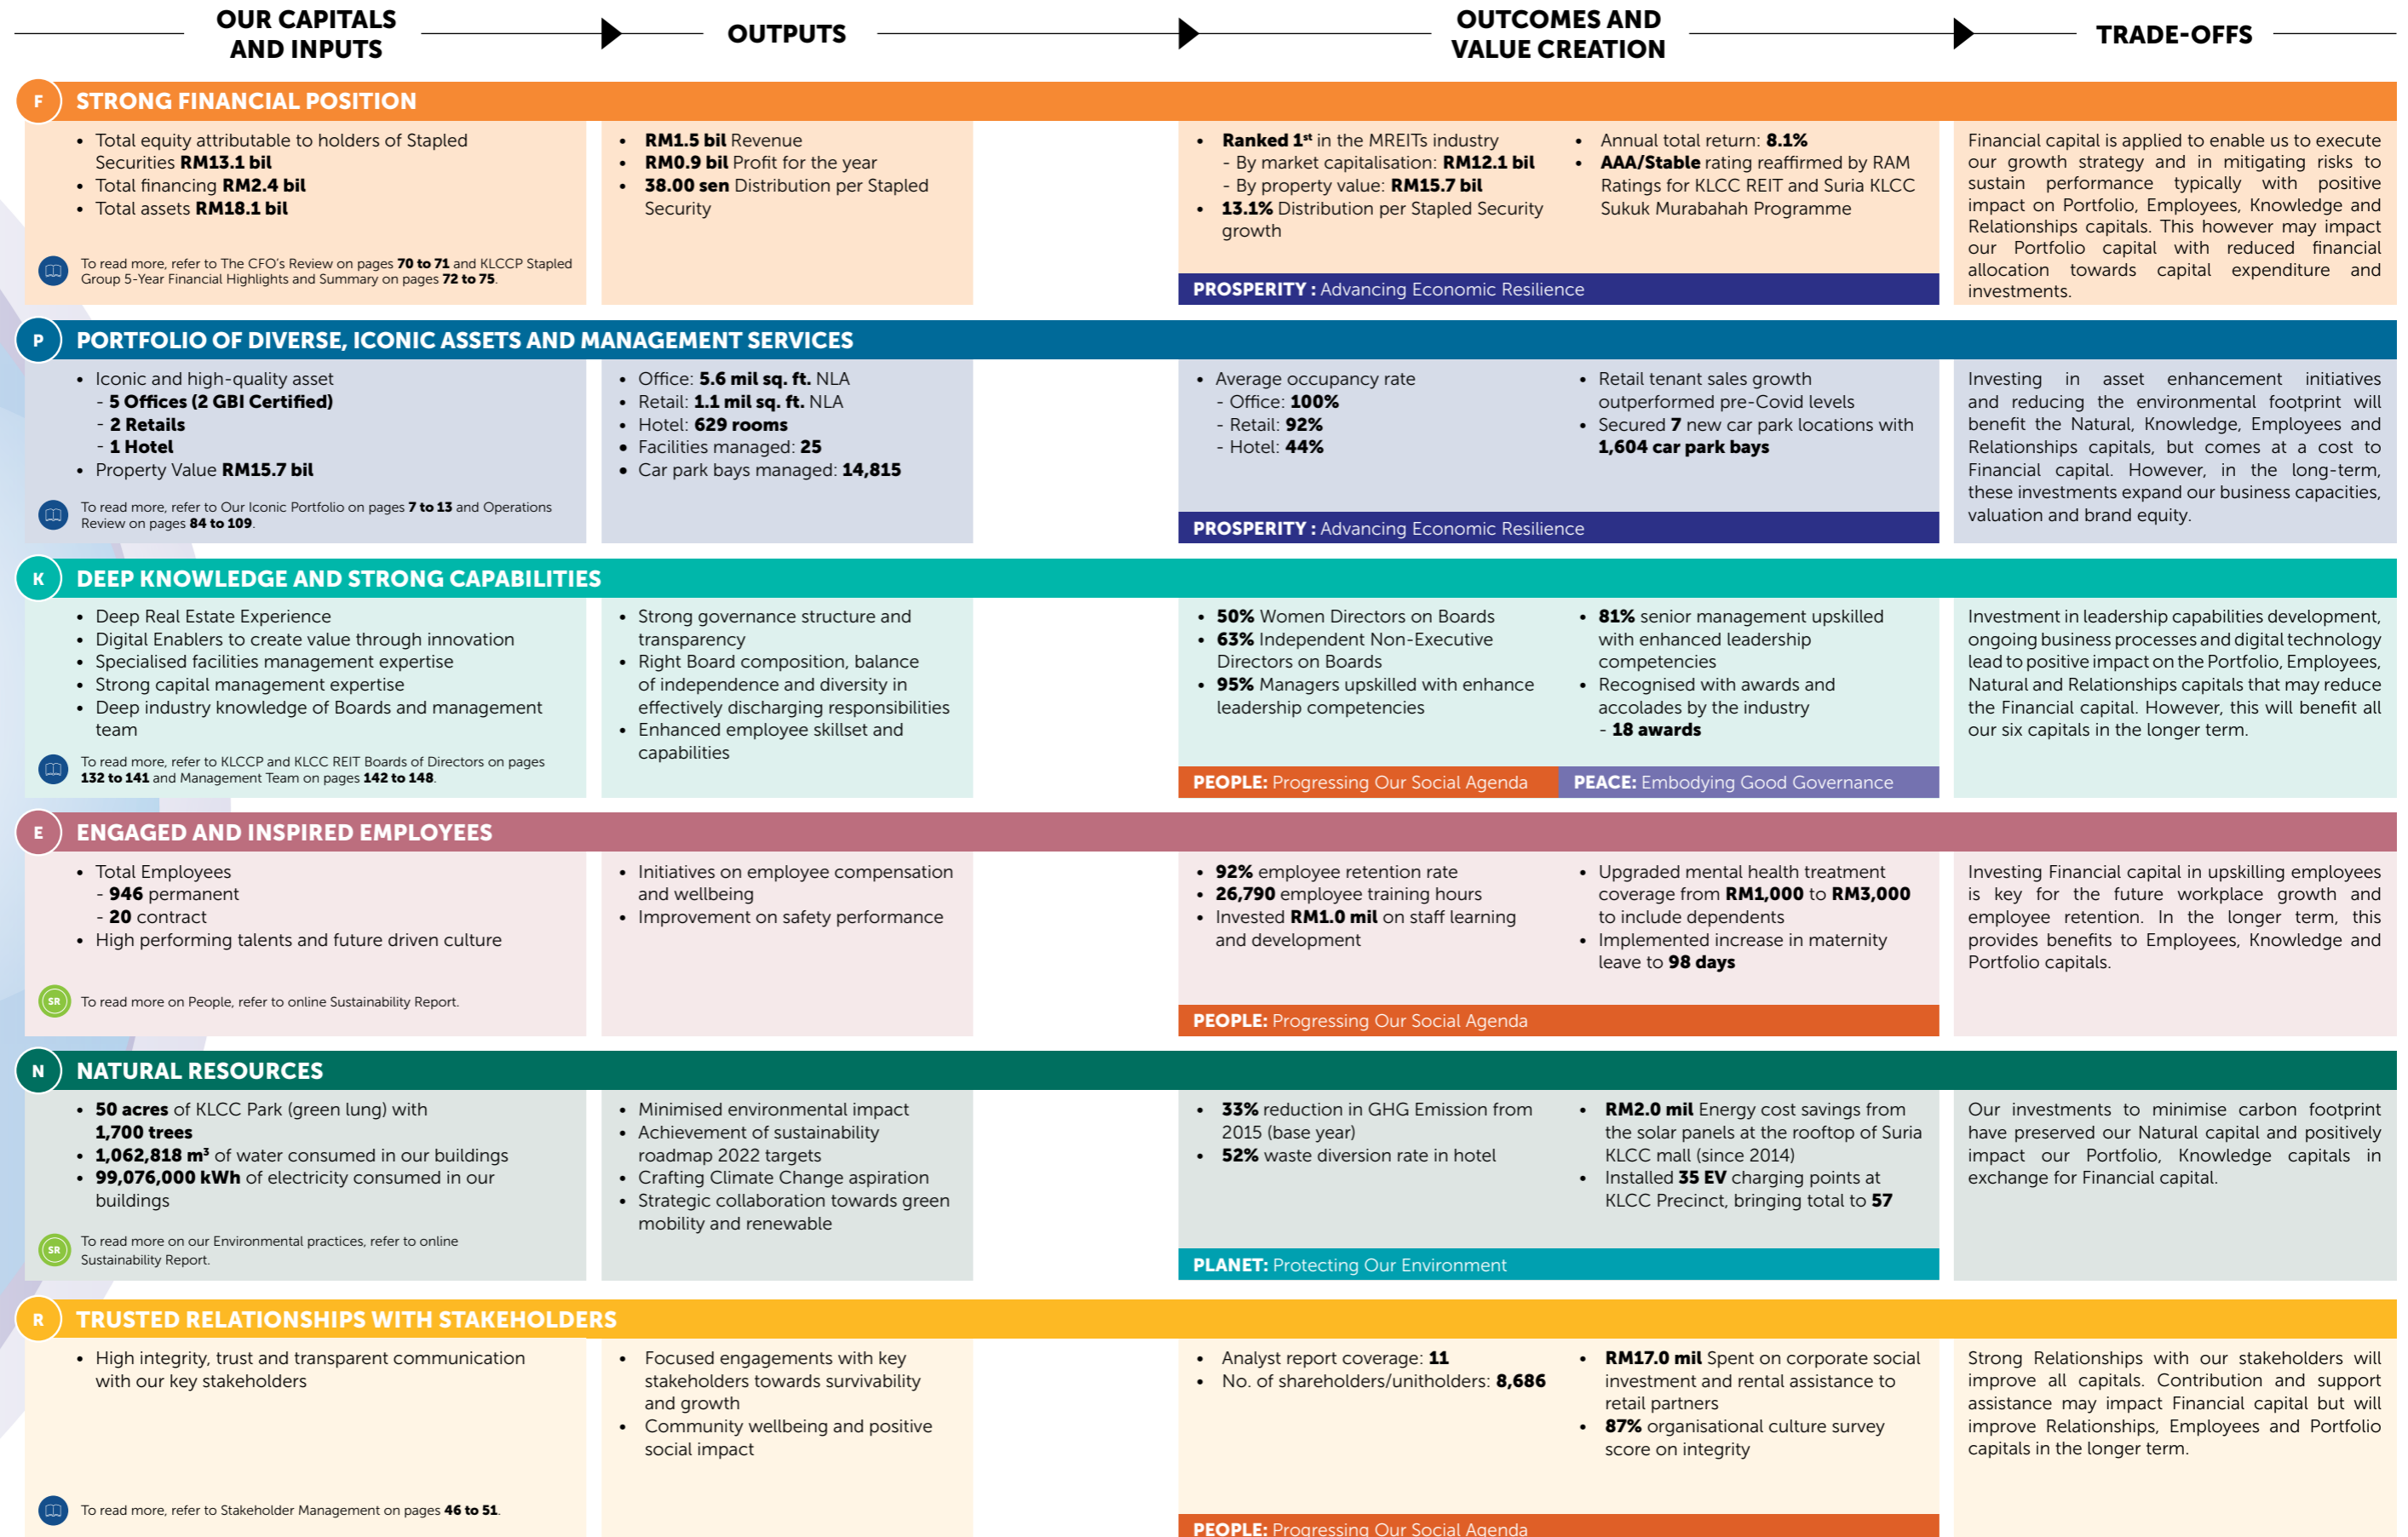 OUR CAPITALS
AND INPUTS
OUTPUTS
OUTCOMES AND
VALUE CREATION
TRADE-OFFS
F
STRONG FINANCIAL POSITION
• Total equity attributable to holders of Stapled
Securities RM13.1 bil
• Total financing RM2.4 bil
• Total assets RM18.1 bil
To read more, refer to The CFO's Review on pages 70 to 71 and KLCCP Stapled
Group 5-Year Financial Highlights and Summary on pages 72 to 75.
• RM1.5 bil Revenue
• RM0.9 bil Profit for the year
• 38.00 sen Distribution per Stapled
Security
• Ranked 1st in the MREITs industry
- By market capitalisation: RM12.1 bil
- By property value: RM15.7 bil
• 13.1% Distribution per Stapled Security
growth
• Annual total return: 8.1%
• AAA/Stable rating reaffirmed by RAM
Ratings for KLCC REIT and Suria KLCC
Sukuk Murabahah Programme
PROSPERITY : Advancing Economic Resilience
Financial capital is applied to enable us to execute
our growth strategy and in mitigating risks to
sustain performance typically with positive
impact on Portfolio, Employees, Knowledge and
Relationships capitals. This however may impact
our Portfolio capital with reduced financial
allocation towards capital expenditure and
investments.
P
PORTFOLIO OF DIVERSE, ICONIC ASSETS AND MANAGEMENT SERVICES
• Iconic and high-quality asset
- 5 Offices (2 GBI Certified)
- 2 Retails
- 1 Hotel
• Property Value RM15.7 bil
To read more, refer to Our Iconic Portfolio on pages 7 to 13 and Operations
Review on pages 84 to 109.
• Office: 5.6 mil sq. ft. NLA
• Retail: 1.1 mil sq. ft. NLA
• Hotel: 629 rooms
• Facilities managed: 25
• Car park bays managed: 14,815
• Average occupancy rate
- Office: 100%
- Retail: 92%
- Hotel: 44%
• Retail tenant sales growth
outperformed pre-Covid levels
• Secured 7 new car park locations with
1,604 car park bays
PROSPERITY : Advancing Economic Resilience
Investing in asset enhancement initiatives
and reducing the environmental footprint will
benefit the Natural, Knowledge, Employees and
Relationships capitals, but comes at a cost to
Financial capital. However, in the long-term,
these investments expand our business capacities,
valuation and brand equity.
K
DEEP KNOWLEDGE AND STRONG CAPABILITIES
• Deep Real Estate Experience
• Digital Enablers to create value through innovation
• Specialised facilities management expertise
• Strong capital management expertise
• Deep industry knowledge of Boards and management
team
To read more, refer to KLCCP and KLCC REIT Boards of Directors on pages
132 to 141 and Management Team on pages 142 to 148.
• Strong governance structure and
transparency
• Right Board composition, balance
of independence and diversity in
effectively discharging responsibilities
• Enhanced employee skillset and
capabilities
• 50% Women Directors on Boards
• 63% Independent Non-Executive
Directors on Boards
• 95% Managers upskilled with enhance
leadership competencies
• 81% senior management upskilled
with enhanced leadership
competencies
• Recognised with awards and
accolades by the industry
- 18 awards
PEOPLE: Progressing Our Social Agenda
PEACE: Embodying Good Governance
Investment in leadership capabilities development,
ongoing business processes and digital technology
lead to positive impact on the Portfolio, Employees,
Natural and Relationships capitals that may reduce
the Financial capital. However, this will benefit all
our six capitals in the longer term.
E
ENGAGED AND INSPIRED EMPLOYEES
• Total Employees
- 946 permanent
- 20 contract
• High performing talents and future driven culture
SR
To read more on People, refer to online Sustainability Report.
• Initiatives on employee compensation
and wellbeing
• Improvement on safety performance
• 92% employee retention rate
• 26,790 employee training hours
• Invested RM1.0 mil on staff learning
and development
• Upgraded mental health treatment
coverage from RM1,000 to RM3,000
to include dependents
• Implemented increase in maternity
leave to 98 days
PEOPLE: Progressing Our Social Agenda
Investing Financial capital in upskilling employees
is key for the future workplace growth and
employee retention. In the longer term, this
provides benefits to Employees, Knowledge and
Portfolio capitals.
N
NATURAL RESOURCES
• 50 acres of KLCC Park (green lung) with
1,700 trees
• 1,062,818 m³ of water consumed in our buildings
• 99,076,000 kWh of electricity consumed in our
buildings
SR
To read more on our Environmental practices, refer to online
Sustainability Report.
• Minimised environmental impact
• Achievement of sustainability
roadmap 2022 targets
• Crafting Climate Change aspiration
• Strategic collaboration towards green
mobility and renewable
• 33% reduction in GHG Emission from
2015 (base year)
• 52% waste diversion rate in hotel
• RM2.0 mil Energy cost savings from
the solar panels at the rooftop of Suria
KLCC mall (since 2014)
• Installed 35 EV charging points at
KLCC Precinct, bringing total to 57
PLANET: Protecting Our Environment
Our investments to minimise carbon footprint
have preserved our Natural capital and positively
impact our Portfolio, Knowledge capitals in
exchange for Financial capital.
R
TRUSTED RELATIONSHIPS WITH STAKEHOLDERS
• High integrity, trust and transparent communication
with our key stakeholders
To read more, refer to Stakeholder Management on pages 46 to 51.
• Focused engagements with key
stakeholders towards survivability
and growth
• Community wellbeing and positive
social impact
• Analyst report coverage: 11
• No. of shareholders/unitholders: 8,686
• RM17.0 mil Spent on corporate social
investment and rental assistance to
retail partners
• 87% organisational culture survey
score on integrity
PEOPLE: Progressing Our Social Agenda
Strong Relationships with our stakeholders will
improve all capitals. Contribution and support
assistance may impact Financial capital but will
improve Relationships, Employees and Portfolio
capitals in the longer term.